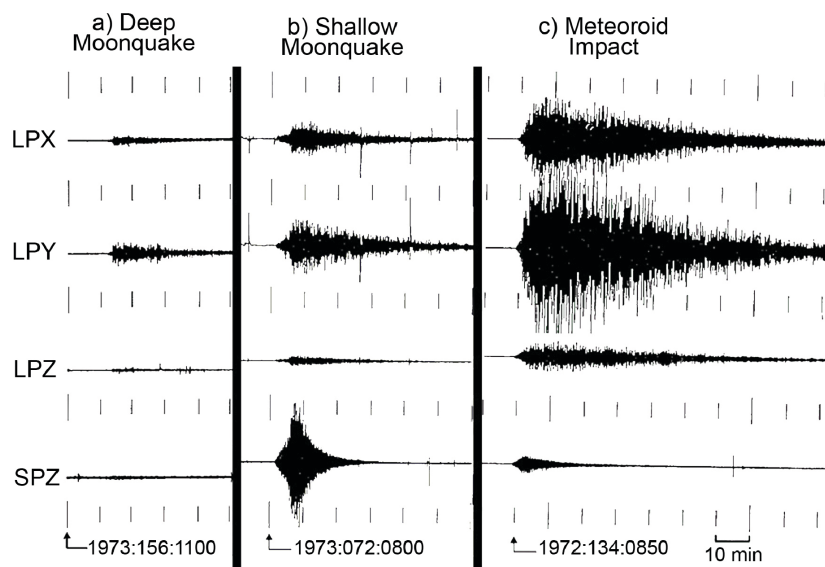 a) Deep
Moonquake
b) Shallow
Moonquake
c) Meteoroid
Impact
LPX
LPY
LPZ
SPZ
1973:156:1100
1973:072:0800
1972:134:0850
10 min